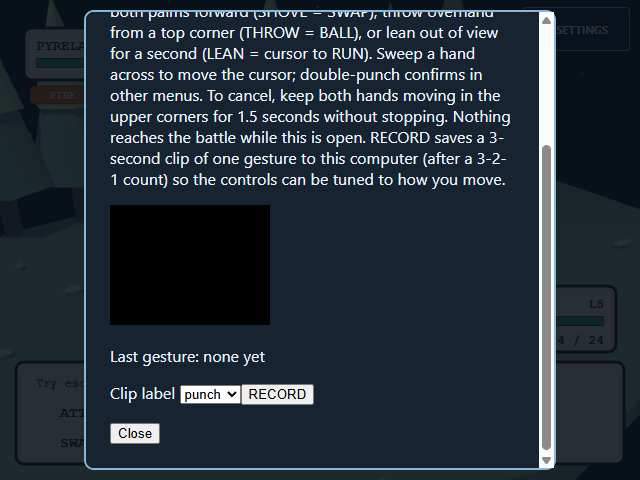 both palms forward (SHOVE = SWAP), throw overhand
from a top corner (THROW = BALL), or lean out of view
for a second (LEAN = cursor to RUN). Sweep a hand
across to move the cursor; double-punch confirms in
other menus. To cancel, keep both hands moving in the
upper corners for 1.5 seconds without stopping. Nothing
reaches the battle while this is open. RECORD saves a 3-
second clip of one gesture to this computer (after a 3-2-
1 count) so the controls can be tuned to how you move.
Last gesture: none yet
Clip label punch RECORD
Close
PYRELA
FIRE
SETTINGS
L8
4 / 24
Try esc
ATT
SWA